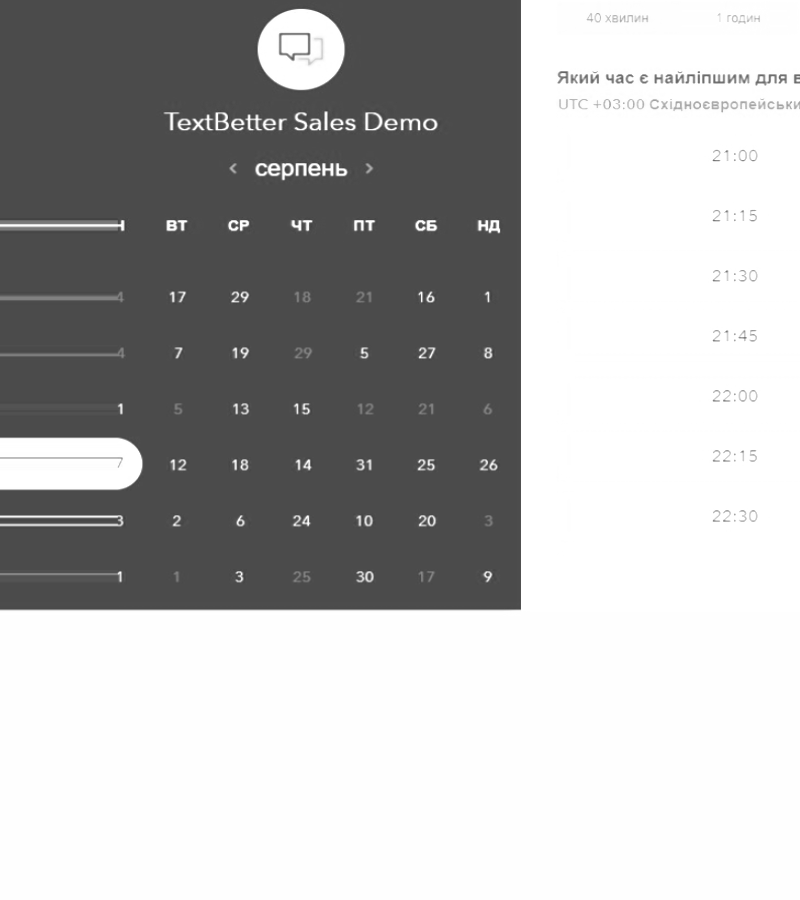 TextBetter Sales Demo
< серпень >
ВТ СР ЧТ ПТ СБ НД
4 17 29 18 21 16 1
4 7 19 29 5 27 8
1 5 13 15 12 21 6
7 12 18 14 31 25 26
3 2 6 24 10 20 3
1 1 3 25 30 17 9
40 хвилин 1 годин
Який час є найліпшим для в
UTC +03:00 Східноєвропейськи
21:00
21:15
21:30
21:45
22:00
22:15
22:30